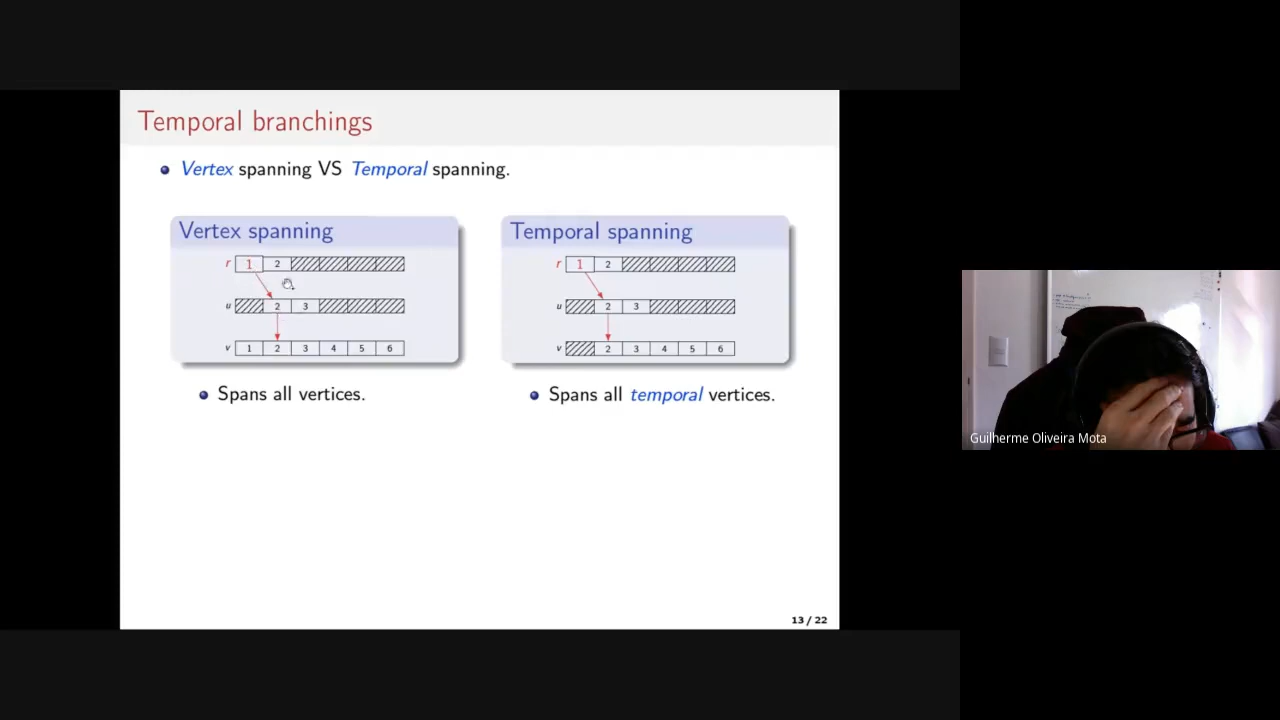 Temporal branchings
Vertex spanning VS Temporal spanning.
Vertex spanning
r 1 2
u 2 3
v 1 2 3 4 5 6
Spans all vertices.
Temporal spanning
r 1 2
u 2 3
v 2 3 4 5 6
Spans all temporal vertices.
13 / 22
Guilherme Oliveira Mota